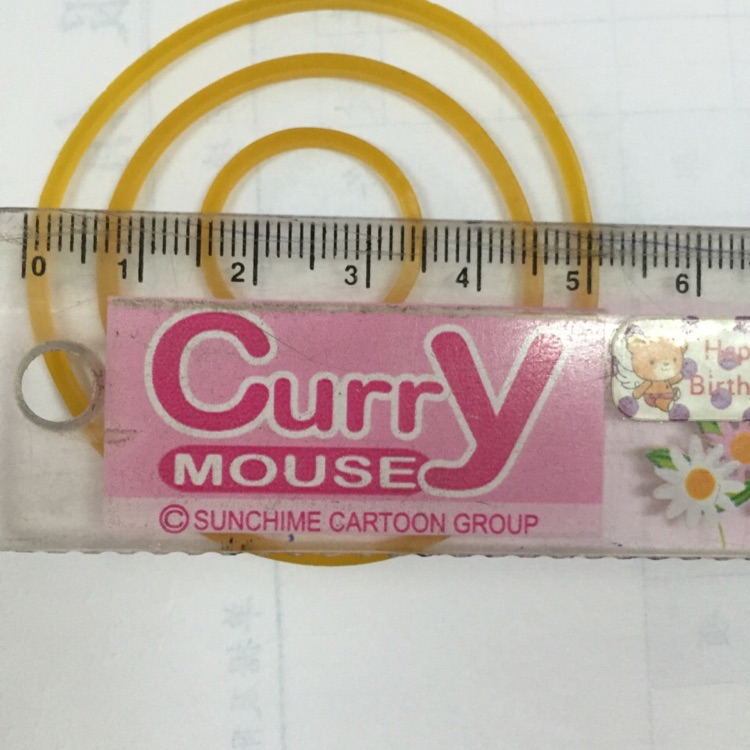 0 1 2 3 4 5 6
Curry
MOUSE
© SUNCHIME CARTOON GROUP